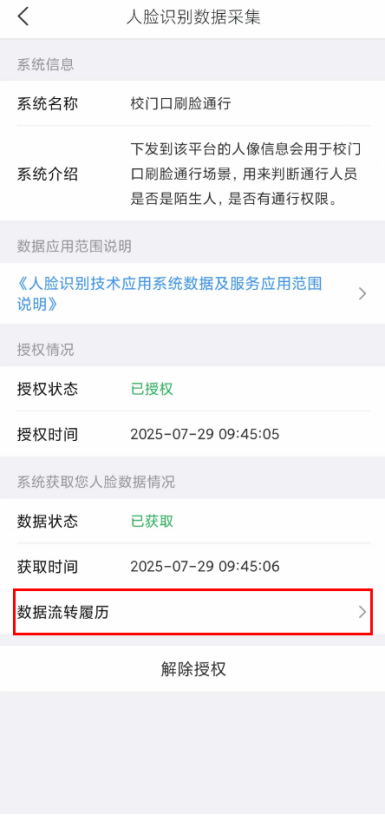 人脸识别数据采集
系统信息
系统名称 校门口刷脸通行
下发到该平台的人像信息会用于校门
系统介绍 口刷脸通行场景，用来判断通行人员
是否是陌生人，是否有通行权限。
数据应用范围说明
《人脸识别技术应用系统数据及服务应用范围
说明》
授权情况
授权状态 已授权
授权时间 2025-07-29 09:45:05
系统获取您人脸数据情况
数据状态 已获取
获取时间 2025-07-29 09:45:06
数据流转履历
解除授权